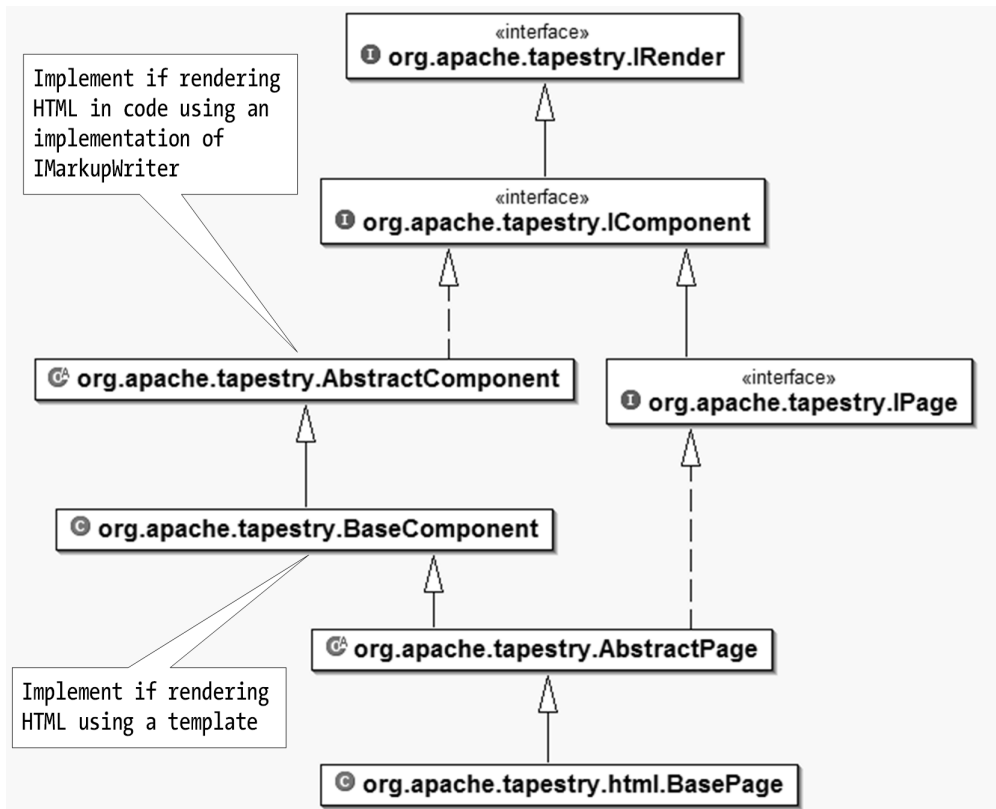 «interface»
I org.apache.tapestry.IRender
Implement if rendering
HTML in code using an
implementation of
IMarkupWriter
«interface»
I org.apache.tapestry.IComponent
CA org.apache.tapestry.AbstractComponent
«interface»
I org.apache.tapestry.IPage
C org.apache.tapestry.BaseComponent
CA org.apache.tapestry.AbstractPage
Implement if rendering
HTML using a template
C org.apache.tapestry.html.BasePage